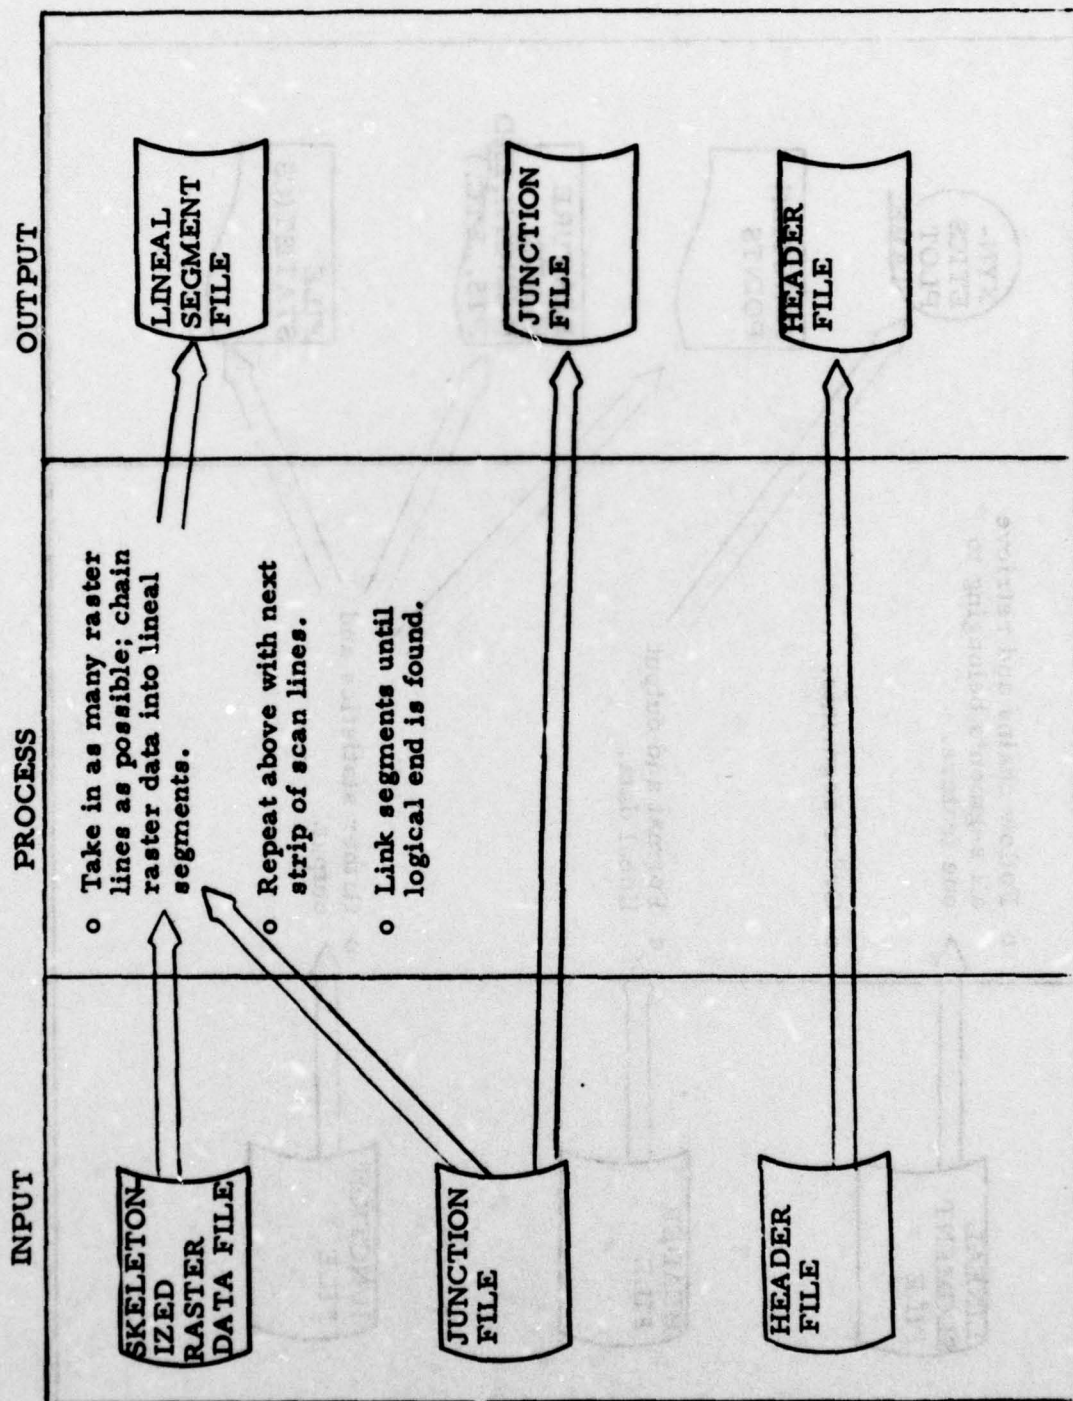 INPUT
PROCESS
OUTPUT
SKELETON-
IZED
RASTER
DATA FILE
JUNCTION
FILE
HEADER
FILE
o Take in as many raster
lines as possible; chain
raster data into lineal
segments.
o Repeat above with next
strip of scan lines.
o Link segments until
logical end is found.
LINEAL
SEGMENT
FILE
JUNCTION
FILE
HEADER
FILE